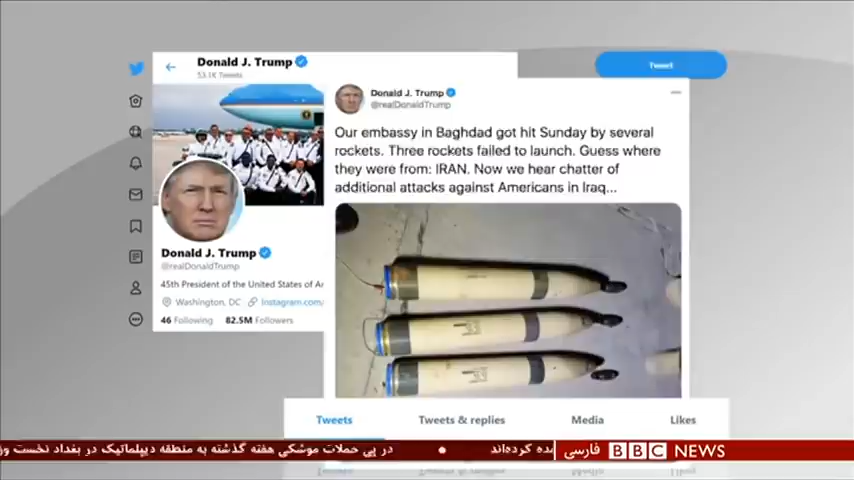 Donald J. Trump
53.1K Tweets
Tweet
Donald J. Trump
@realDonaldTrump
Our embassy in Baghdad got hit Sunday by several
rockets. Three rockets failed to launch. Guess where
they were from: IRAN. Now we hear chatter of
additional attacks against Americans in Iraq...
Donald J. Trump
@realDonaldTrump
45th President of the United States of Ar
Washington, DC Instagram.com/
46 Following 82.5M Followers
Tweets Tweets & replies Media Likes
در پی حملات موشکی هفته گذشته به منطقه دیپلماتیک در بغداد نخست
فارسی BBC NEWS